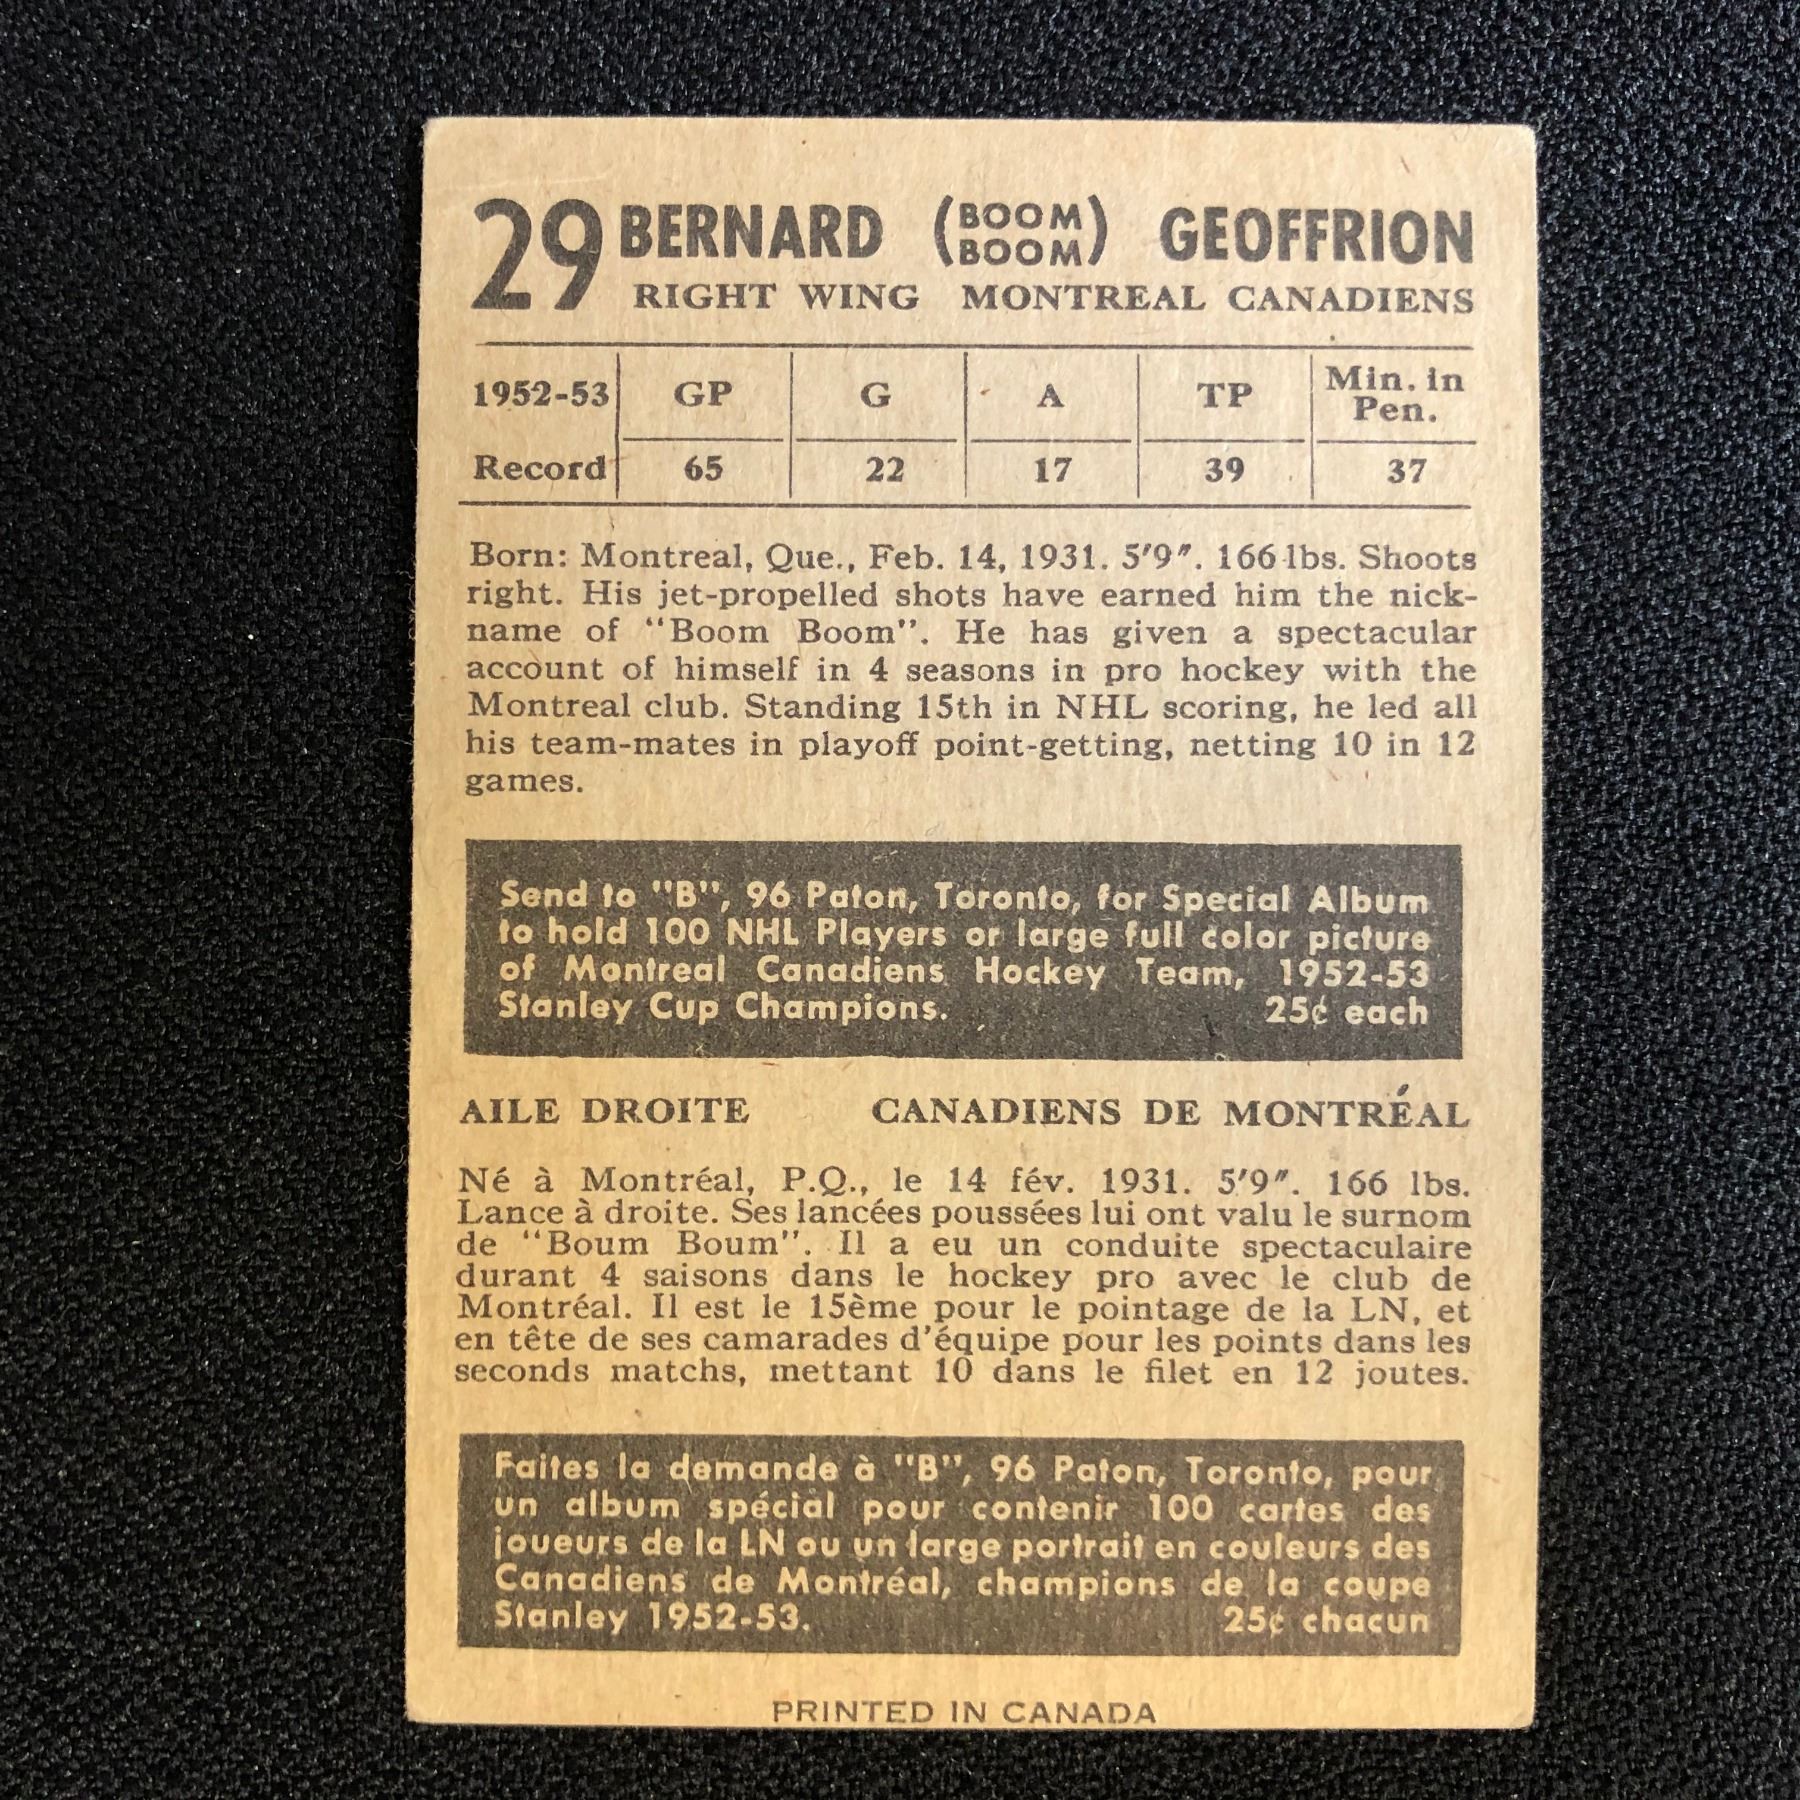 29 BERNARD (BOOM BOOM) GEOFFRION
RIGHT WING MONTREAL CANADIENS
1952-53 GP G A TP Min. in Pen.
Record 65 22 17 39 37
Born: Montreal, Que., Feb. 14, 1931. 5'9". 166 lbs. Shoots
right. His jet-propelled shots have earned him the nick-
name of "Boom Boom". He has given a spectacular
account of himself in 4 seasons in pro hockey with the
Montreal club. Standing 15th in NHL scoring, he led all
his team-mates in playoff point-getting, netting 10 in 12
games.
Send to "B", 96 Paton, Toronto, for Special Album
to hold 100 NHL Players or large full color picture
of Montreal Canadiens Hockey Team, 1952-53
Stanley Cup Champions. 25¢ each
AILE DROITE CANADIENS DE MONTRÉAL
Né à Montréal, P.Q., le 14 fév. 1931. 5'9". 166 lbs.
Lance à droite. Ses lancées poussées lui ont valu le surnom
de "Boum Boum". Il a eu un conduite spectaculaire
durant 4 saisons dans le hockey pro avec le club de
Montréal. Il est le 15ème pour le pointage de la LN, et
en tête de ses camarades d'équipe pour les points dans les
seconds matchs, mettant 10 dans le filet en 12 joutes.
Faites la demande à "B", 96 Paton, Toronto, pour
un album spécial pour contenir 100 cartes des
joueurs de la LN ou un large portrait en couleurs des
Canadiens de Montréal, champions de la coupe
Stanley 1952-53. 25¢ chacun
PRINTED IN CANADA